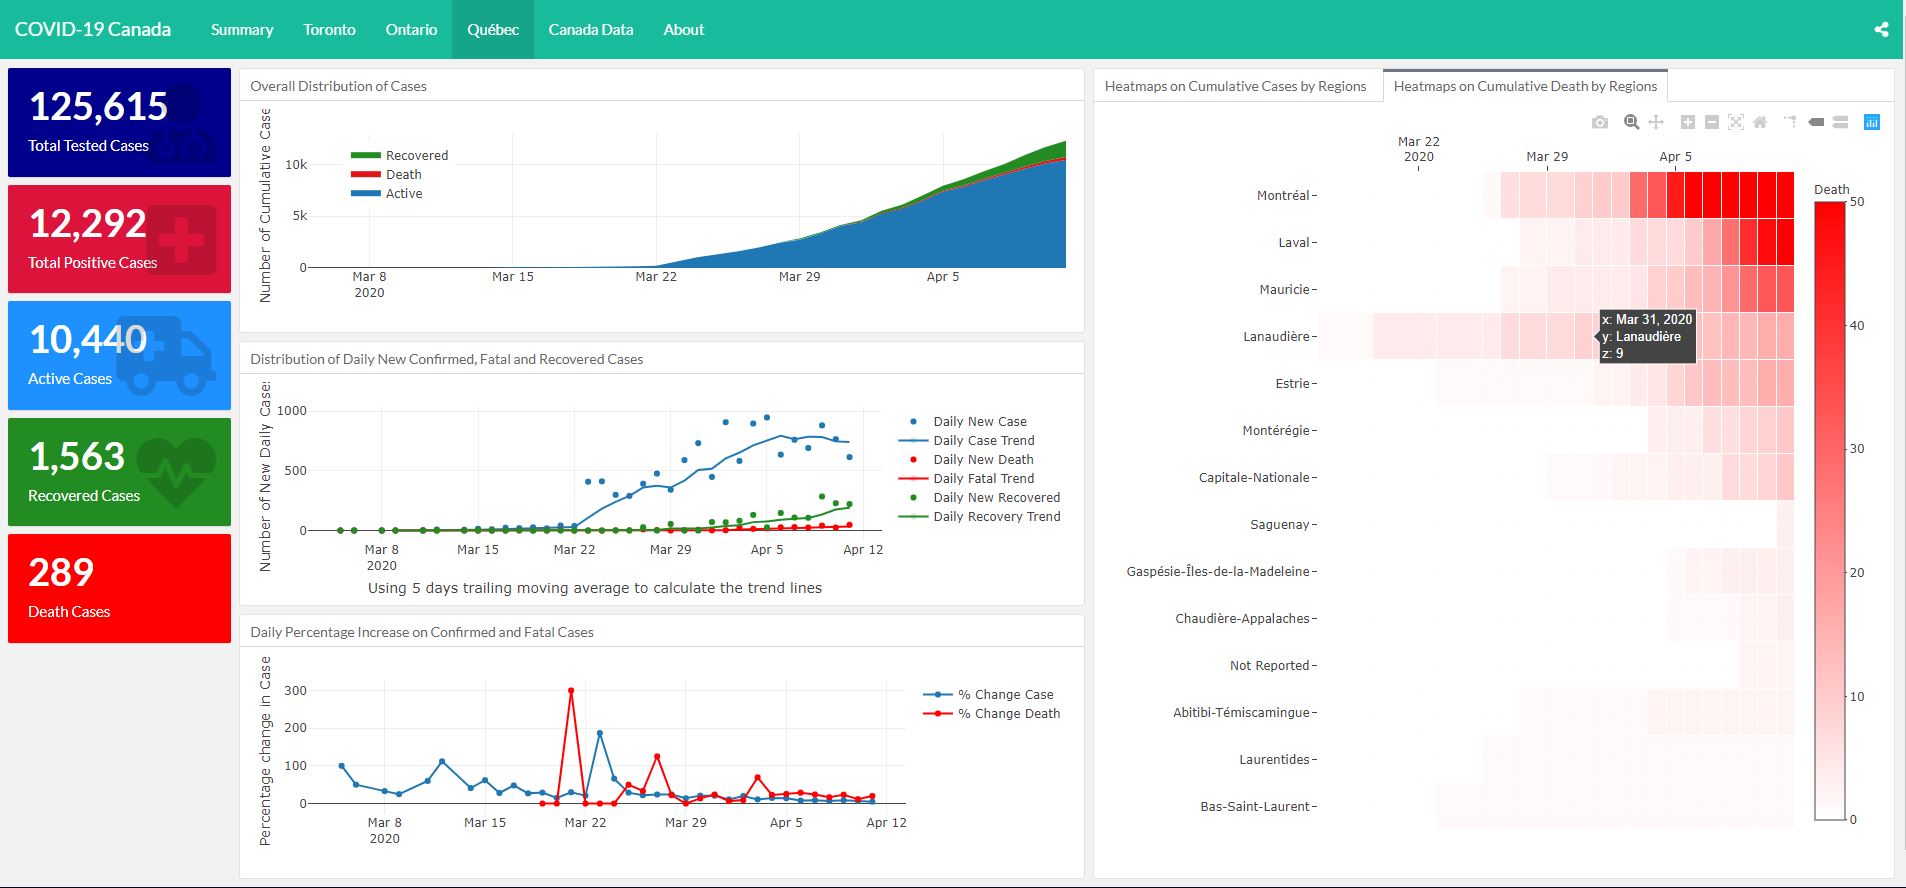 COVID-19 Canada
Summary
Toronto
Ontario
Québec
Canada Data
About
125,615
Total Tested Cases
12,292
Total Positive Cases
10,440
Active Cases
1,563
Recovered Cases
289
Death Cases
Overall Distribution of Cases
Number of Cumulative Case
10k
5k
0
Recovered
Death
Active
Mar 8
2020
Mar 15
Mar 22
Mar 29
Apr 5
Distribution of Daily New Confirmed, Fatal and Recovered Cases
Number of New Daily Case
1000
500
0
Daily New Case
Daily Case Trend
Daily New Death
Daily Fatal Trend
Daily New Recovered
Daily Recovery Trend
Mar 8
2020
Mar 15
Mar 22
Mar 29
Apr 5
Apr 12
Using 5 days trailing moving average to calculate the trend lines
Daily Percentage Increase on Confirmed and Fatal Cases
Percentage change in Case
300
200
100
0
% Change Case
% Change Death
Mar 8
2020
Mar 15
Mar 22
Mar 29
Apr 5
Apr 12
Heatmaps on Cumulative Cases by Regions
Heatmaps on Cumulative Death by Regions
Mar 22
2020
Mar 29
Apr 5
Montréal
Laval
Mauricie
Lanaudière
Estrie
Montérégie
Capitale-Nationale
Saguenay
Gaspésie-Îles-de-la-Madeleine
Chaudière-Appalaches
Not Reported
Abitibi-Témiscamingue
Laurentides
Bas-Saint-Laurent
x: Mar 31, 2020
y: Lanaudière
z: 9
Death
50
40
30
20
10
0